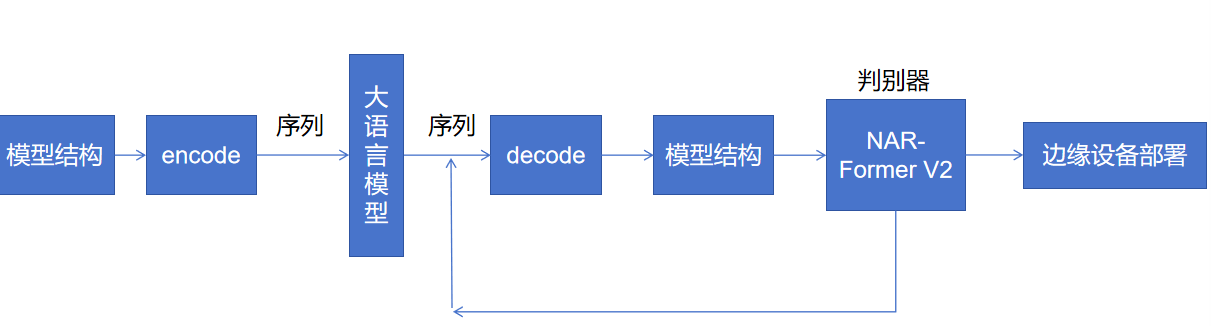 模型结构
encode
序列
大
语
言
模
型
序列
decode
模型结构
判别器
NAR-
Former V2
边缘设备部署